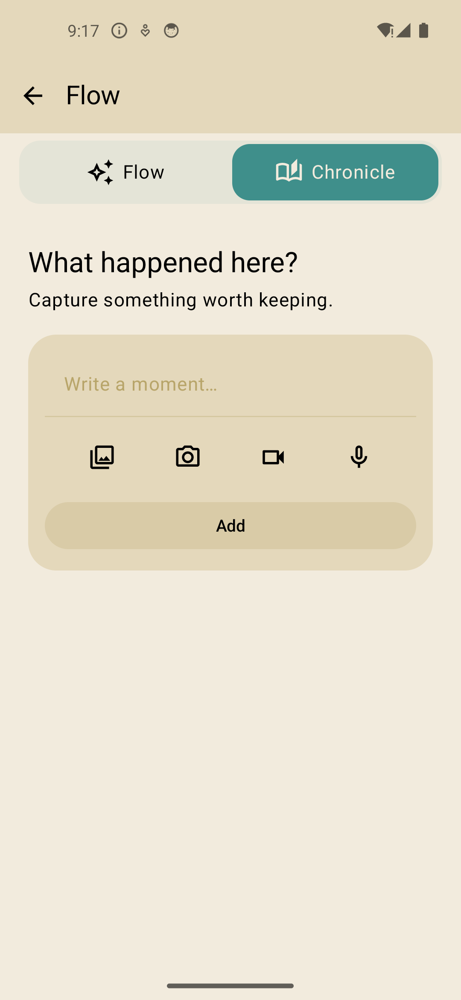 9:17
Flow
Flow
Chronicle
What happened here?
Capture something worth keeping.
Write a moment...
Add